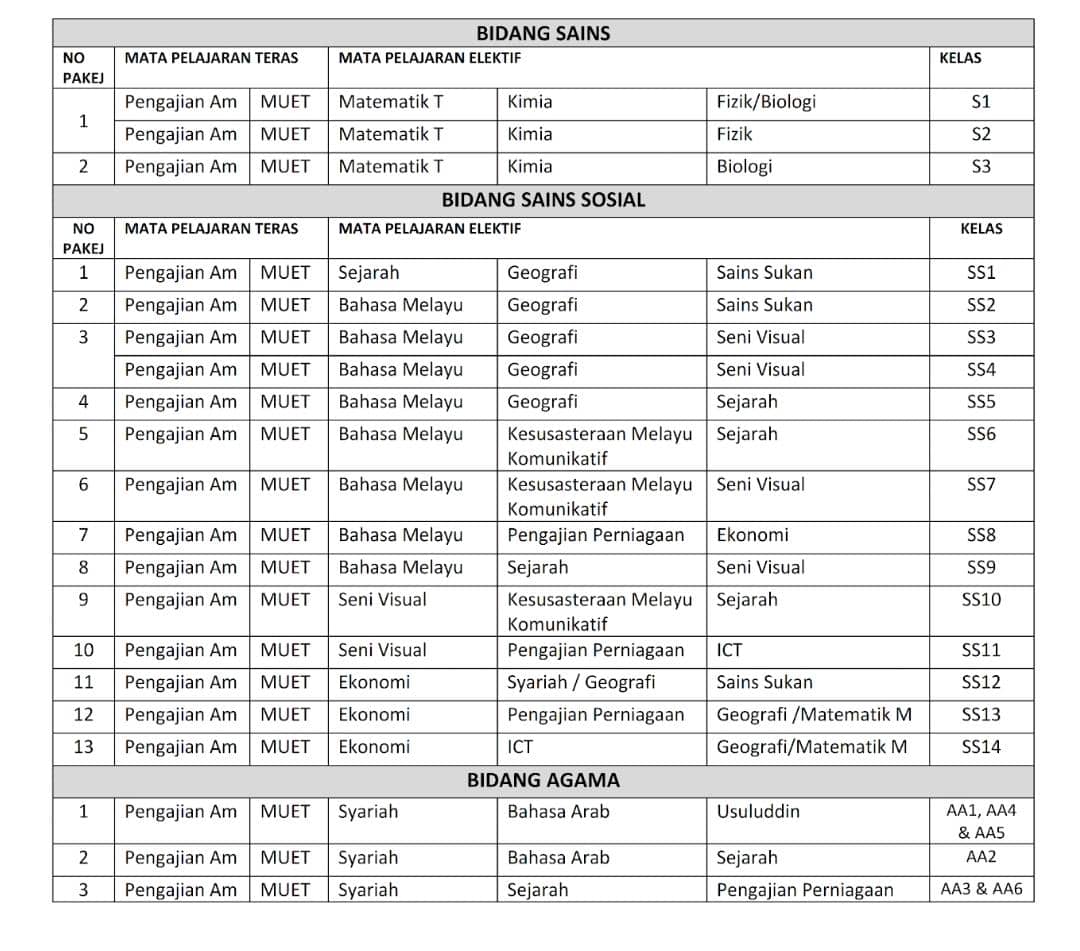 BIDANG SAINS
NO PAKEJ MATA PELAJARAN TERAS MATA PELAJARAN ELEKTIF KELAS
1 Pengajian Am MUET Matematik T Kimia Fizik/Biologi S1
Pengajian Am MUET Matematik T Kimia Fizik S2
2 Pengajian Am MUET Matematik T Kimia Biologi S3
BIDANG SAINS SOSIAL
NO PAKEJ MATA PELAJARAN TERAS MATA PELAJARAN ELEKTIF KELAS
1 Pengajian Am MUET Sejarah Geografi Sains Sukan SS1
2 Pengajian Am MUET Bahasa Melayu Geografi Sains Sukan SS2
3 Pengajian Am MUET Bahasa Melayu Geografi Seni Visual SS3
Pengajian Am MUET Bahasa Melayu Geografi Seni Visual SS4
4 Pengajian Am MUET Bahasa Melayu Geografi Sejarah SS5
5 Pengajian Am MUET Bahasa Melayu Kesusasteraan Melayu Komunikatif Sejarah SS6
6 Pengajian Am MUET Bahasa Melayu Kesusasteraan Melayu Komunikatif Seni Visual SS7
7 Pengajian Am MUET Bahasa Melayu Pengajian Perniagaan Ekonomi SS8
8 Pengajian Am MUET Bahasa Melayu Sejarah Seni Visual SS9
9 Pengajian Am MUET Seni Visual Kesusasteraan Melayu Komunikatif Sejarah SS10
10 Pengajian Am MUET Seni Visual Pengajian Perniagaan ICT SS11
11 Pengajian Am MUET Ekonomi Syariah / Geografi Sains Sukan SS12
12 Pengajian Am MUET Ekonomi Pengajian Perniagaan Geografi /Matematik M SS13
13 Pengajian Am MUET Ekonomi ICT Geografi/Matematik M SS14
BIDANG AGAMA
1 Pengajian Am MUET Syariah Bahasa Arab Usuluddin AA1, AA4 & AA5
2 Pengajian Am MUET Syariah Bahasa Arab Sejarah AA2
3 Pengajian Am MUET Syariah Sejarah Pengajian Perniagaan AA3 & AA6